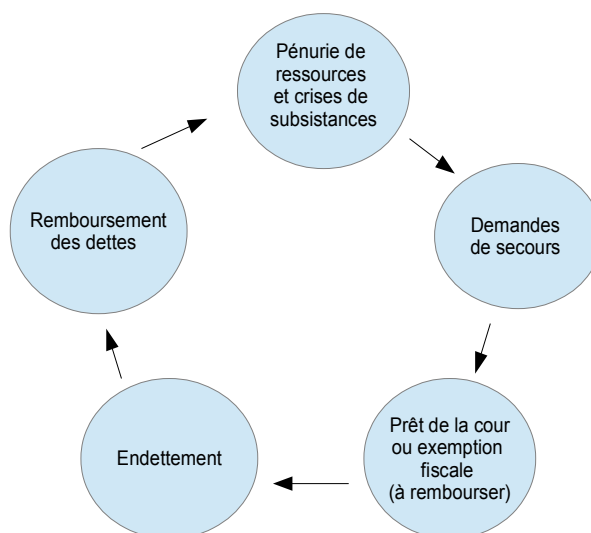 Pénurie de
ressources
et crises de
subsistances
Demandes
de secours
Prêt de la cour
ou exemption
fiscale
(à rembourser)
Endettement
Remboursement
des dettes